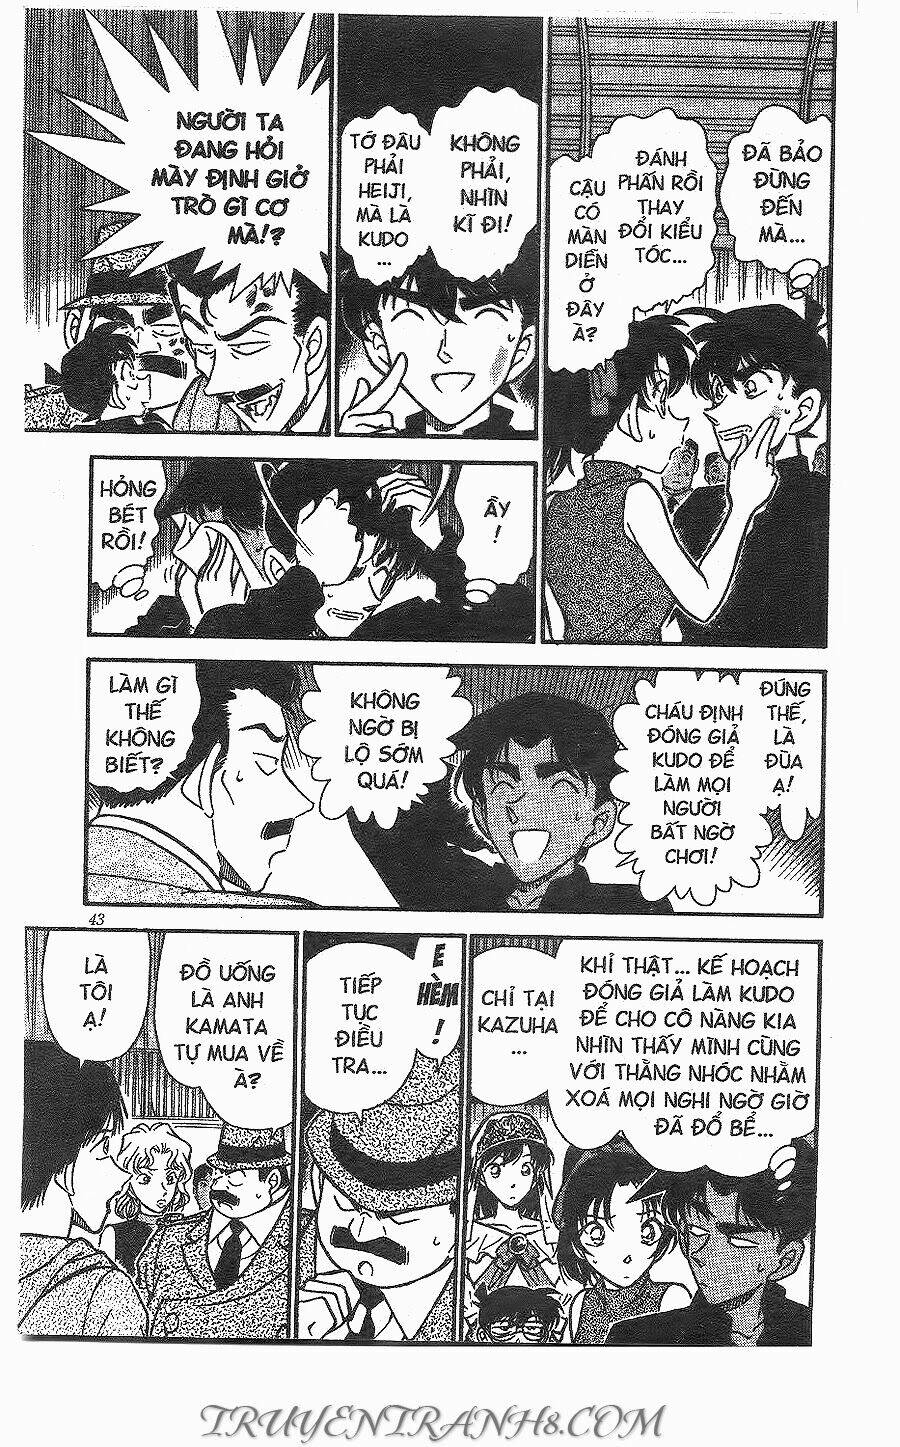 ĐÃ BẢO
ĐỪNG
ĐẾN
MÀ...
ĐÁNH
PHẤN RỒI
THAY
ĐỔI KIỂU
TÓC...
CẬU
CÓ
MÀN
DIỄN
Ở
ĐÂY
À?
KHÔNG
PHẢI,
NHÌN
KĨ ĐI!
TỚ ĐÂU
PHẢI
HEIJI,
MÀ LÀ
KUDO
...
NGƯỜI TA
ĐANG HỎI
MÀY ĐỊNH GIỞ
TRÒ GÌ CƠ
MÀ!?
ẦY
!
HỎNG
BÉT
RỒI!
ĐÚNG
THẾ,
LÀ
ĐÙA
Ạ!
CHÁU ĐỊNH
ĐÓNG GIẢ
KUDO ĐỂ
LÀM MỌI
NGƯỜI
BẤT NGỜ
CHƠI!
KHÔNG
NGỜ BỊ
LỘ SỚM
QUÁ!
LÀM GÌ
THẾ
KHÔNG
BIẾT?
43
KHỈ THẬT... KẾ HOẠCH
ĐÓNG GIẢ LÀM KUDO
ĐỂ CHO CÔ NÀNG KIA
NHÌN THẤY MÌNH CÙNG
VỚI THẰNG NHÓC NHẰM
XOÁ MỌI NGHI NGỜ GIỜ
ĐÃ ĐỔ BỂ...
CHỈ TẠI
KAZUHA
...
E
HÈM
!
TIẾP
TỤC
ĐIỀU
TRA...
ĐỒ UỐNG
LÀ ANH
KAMATA
TỰ MUA VỀ
À?
LÀ
TÔI
Ạ!
TRUYENTRANH8.COM